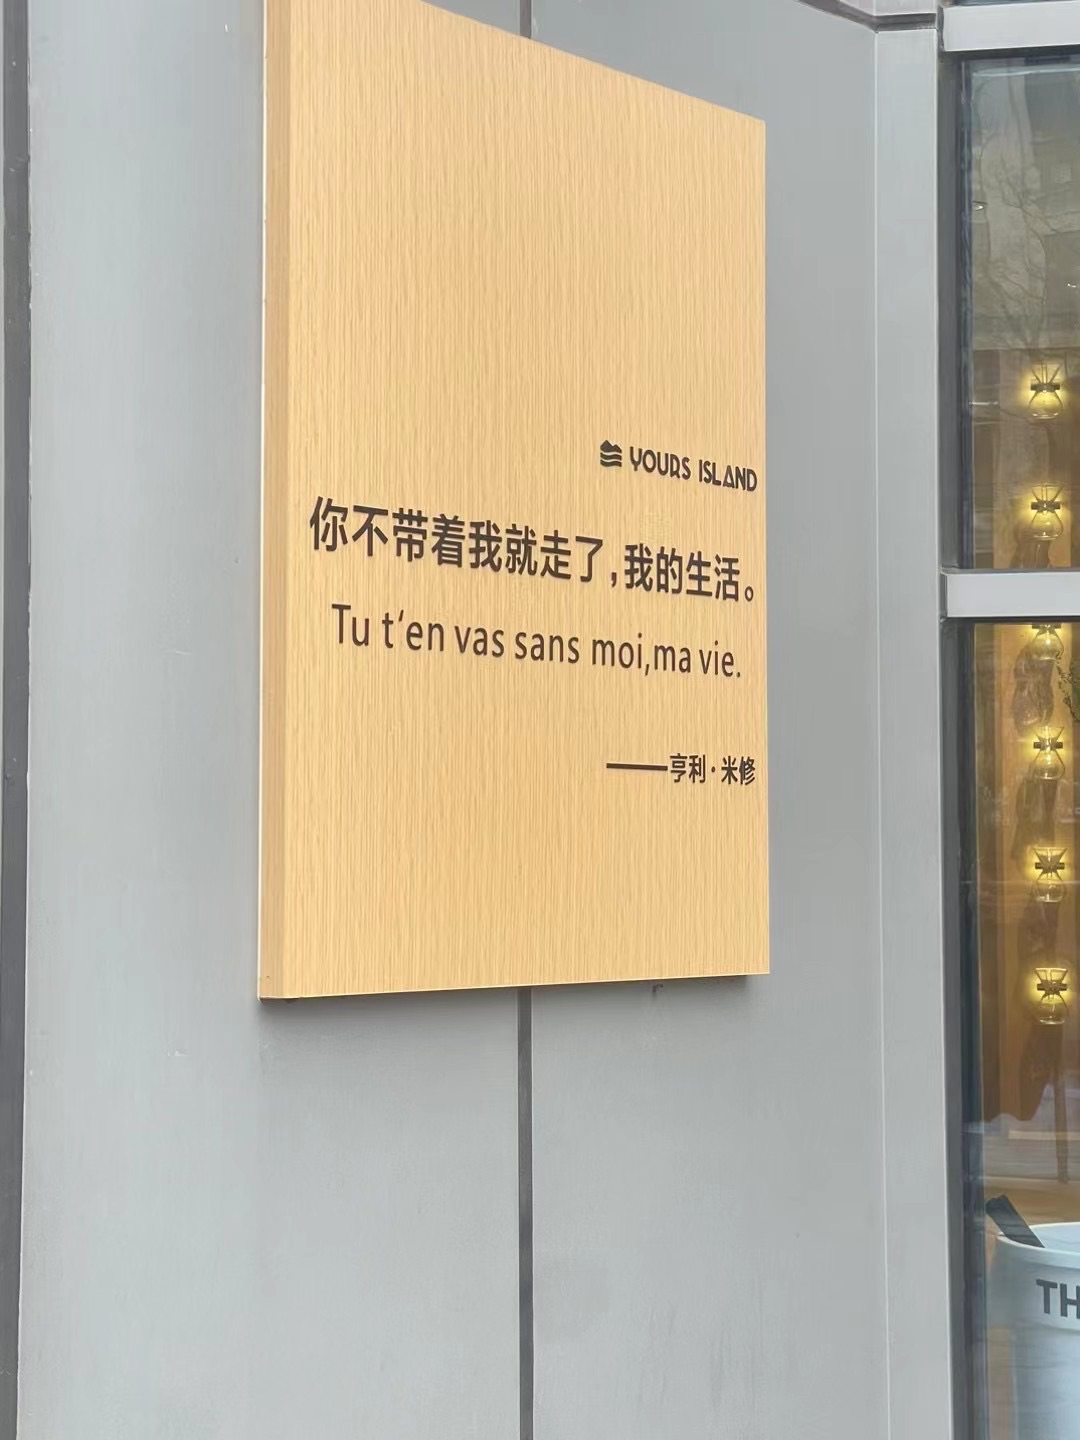 YOURS ISLAND
你不带着我就走了,我的生活。
Tu t‘en vas sans moi,ma vie.
——亨利·米修
TH